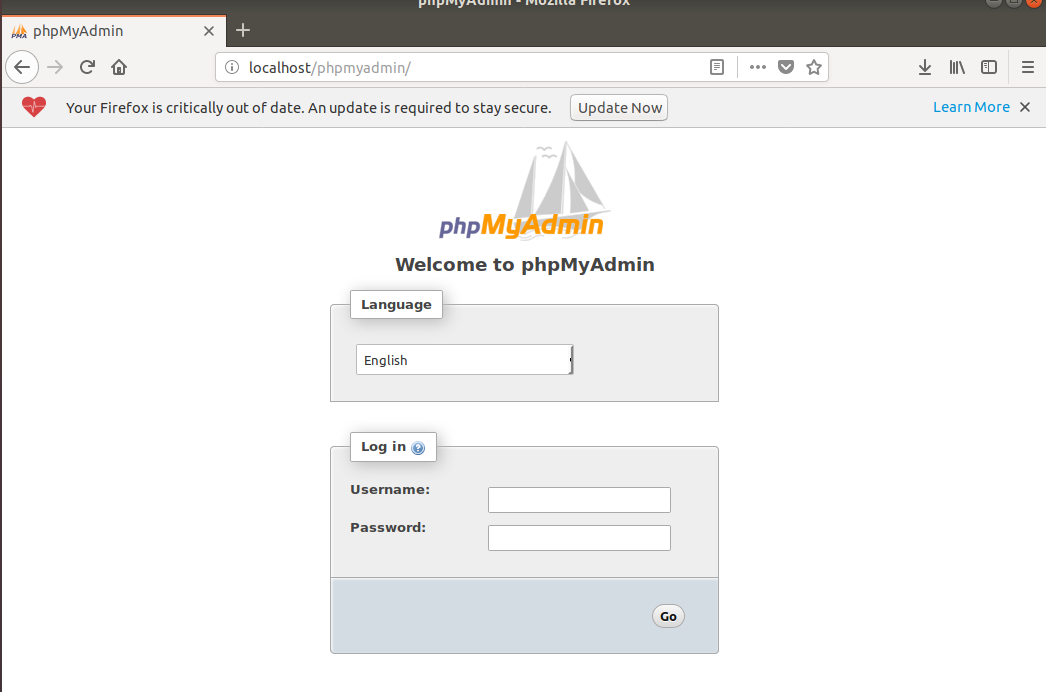 phpMyAdmin - Mozilla Firefox
PMA phpMyAdmin
localhost/phpmyadmin/
Your Firefox is critically out of date. An update is required to stay secure. Update Now Learn More
phpMyAdmin
Welcome to phpMyAdmin
Language
English
Log in
Username:
Password:
Go